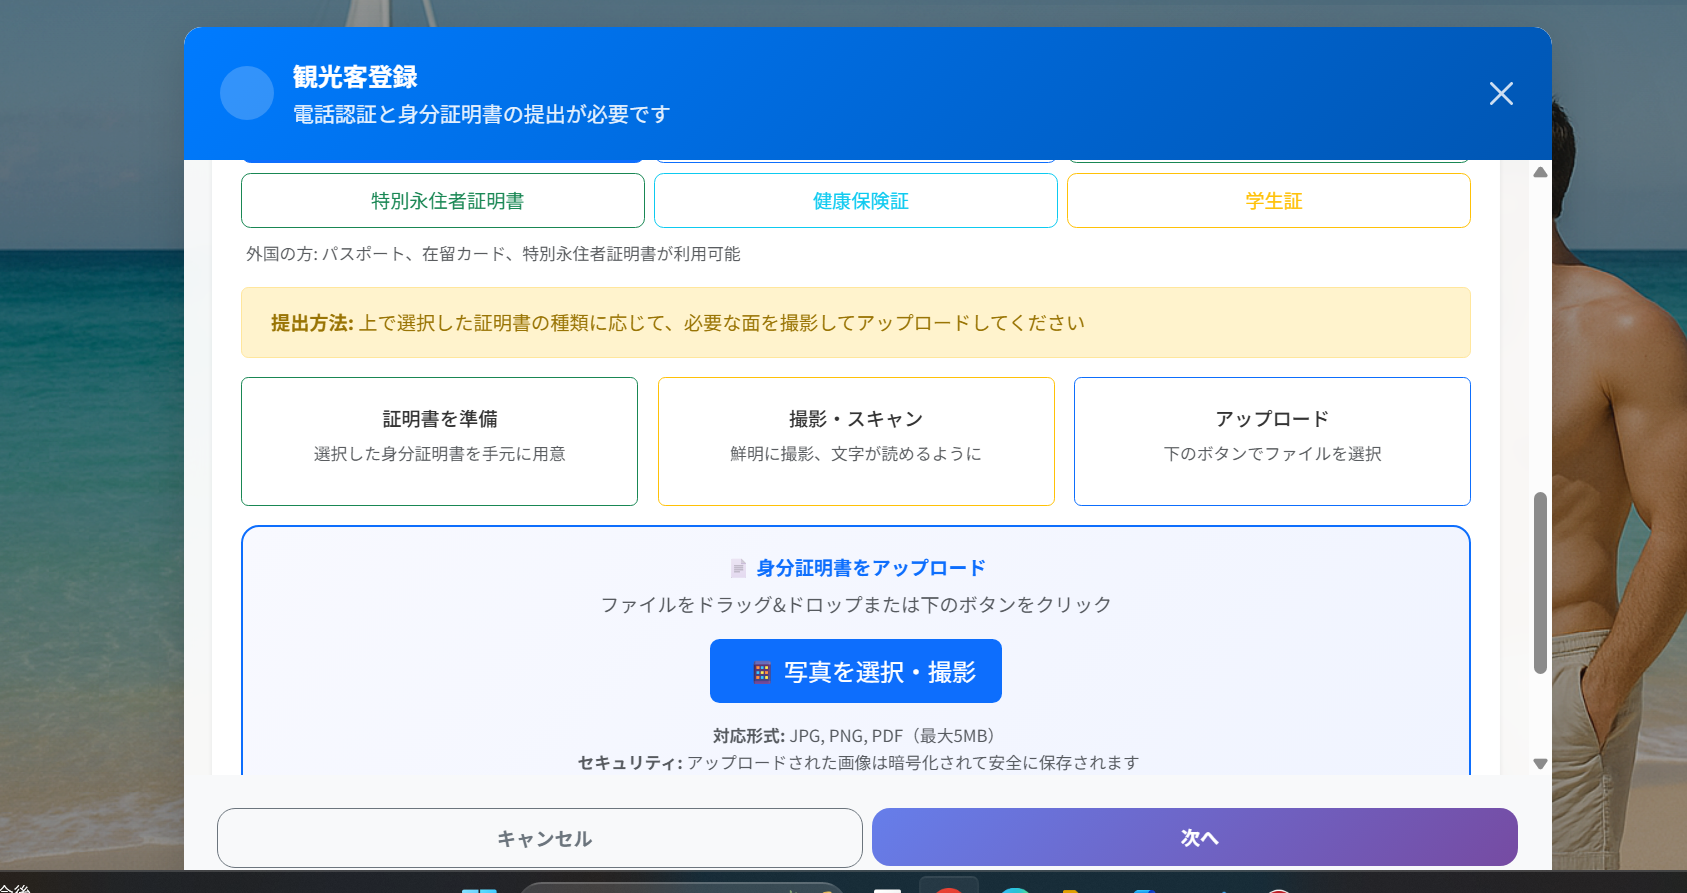 観光客登録
電話認証と身分証明書の提出が必要です
特別永住者証明書
健康保険証
学生証
外国の方: パスポート、在留カード、特別永住者証明書が利用可能
提出方法: 上で選択した証明書の種類に応じて、必要な面を撮影してアップロードしてください
証明書を準備
選択した身分証明書を手元に用意
撮影・スキャン
鮮明に撮影、文字が読めるように
アップロード
下のボタンでファイルを選択
身分証明書をアップロード
ファイルをドラッグ&ドロップまたは下のボタンをクリック
写真を選択・撮影
対応形式: JPG, PNG, PDF（最大5MB）
セキュリティ: アップロードされた画像は暗号化されて安全に保存されます
キャンセル
次へ
今後